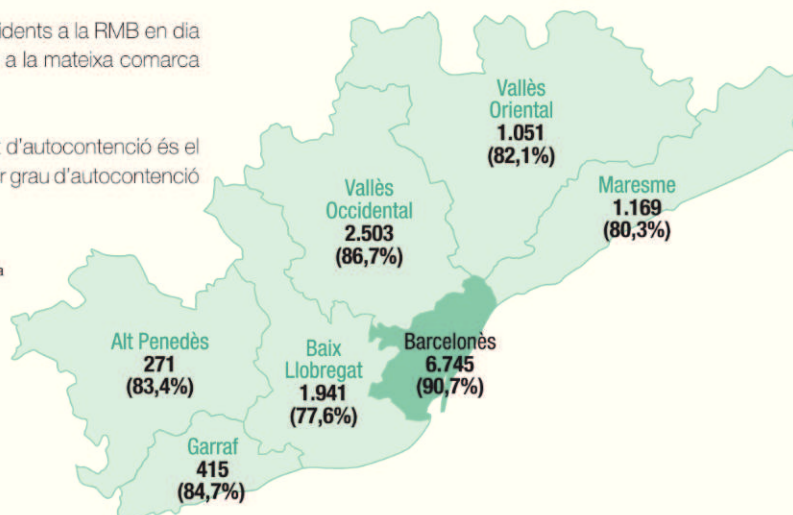 a la RMB en dia
a la mateixa comarca
d'autocontenció és el
grau d'autocontenció
a
Vallès
Oriental
1.051
(82,1%)
Maresme
1.169
(80,3%)
Vallès
Occidental
2.503
(86,7%)
Alt Penedès
271
(83,4%)
Baix
Llobregat
1.941
(77,6%)
Barcelonès
6.745
(90,7%)
Garraf
415
(84,7%)